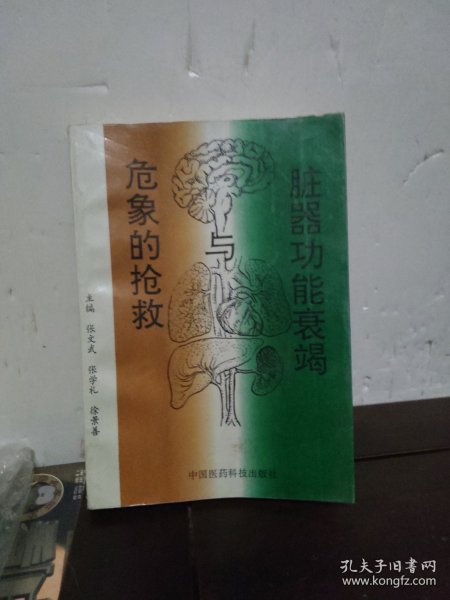 脏器功能衰竭
与
危象的抢救
主编 张文武 张学礼 徐景善
中国医药科技出版社
孔夫子旧书网
www.kongfz.com